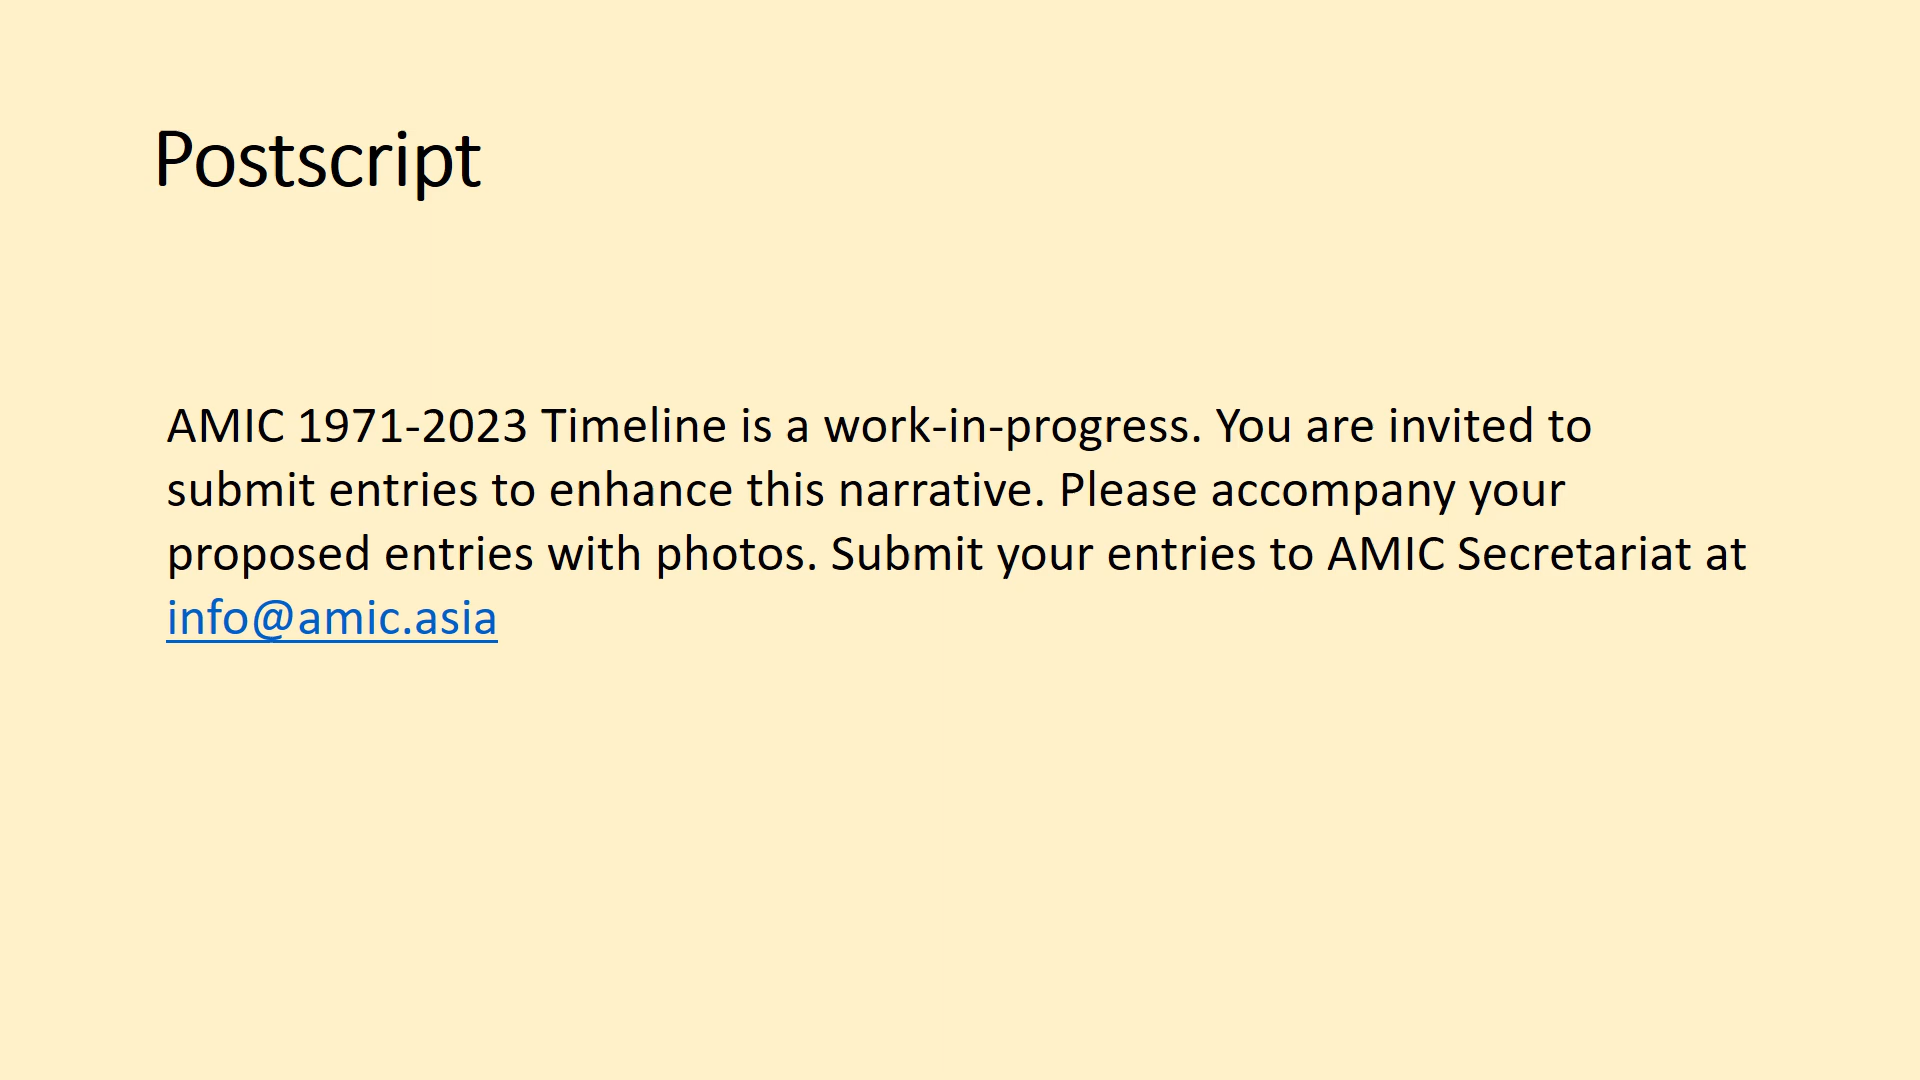 Postscript
AMIC 1971-2023 Timeline is a work-in-progress. You are invited to
submit entries to enhance this narrative. Please accompany your
proposed entries with photos. Submit your entries to AMIC Secretariat at
info@amic.asia